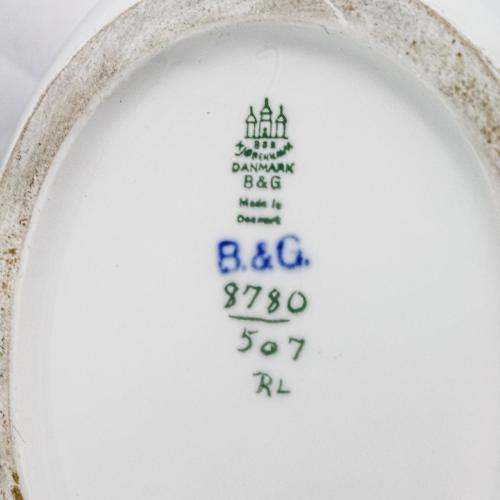 KJØBENHAVN
DANMARK
B&G
Made in
Denmark
B.&G.
8780
507
RL